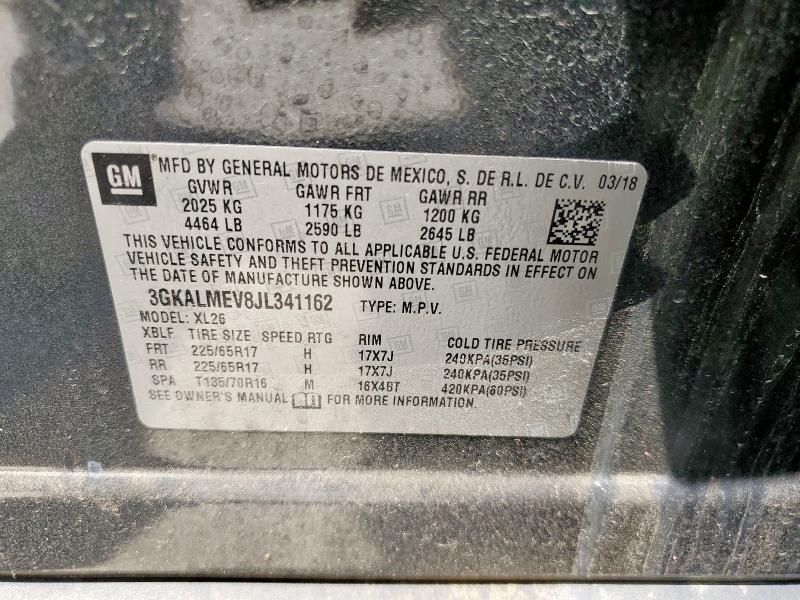 GM
*MFD BY GENERAL MOTORS DE MEXICO, S. DE R.L. DE C.V. 03/18
GVWR GAWR FRT GAWR RR
2025 KG 1175 KG 1200 KG
4464 LB 2590 LB 2645 LB
THIS VEHICLE CONFORMS TO ALL APPLICABLE U.S. FEDERAL MOTOR
VEHICLE SAFETY AND THEFT PREVENTION STANDARDS IN EFFECT ON
THE DATE OF MANUFACTURE SHOWN ABOVE.
3GKALMEV8JL341162 TYPE: M.P.V.
MODEL: XL26
XBLF TIRE SIZE SPEED RTG RIM COLD TIRE PRESSURE
FRT 225/65R17 H 17X7J 240KPA(35PSI)
RR 225/65R17 H 17X7J 240KPA(35PSI)
SPA T135/70R16 M 16X4BT 420KPA(60PSI)
SEE OWNER'S MANUAL FOR MORE INFORMATION.